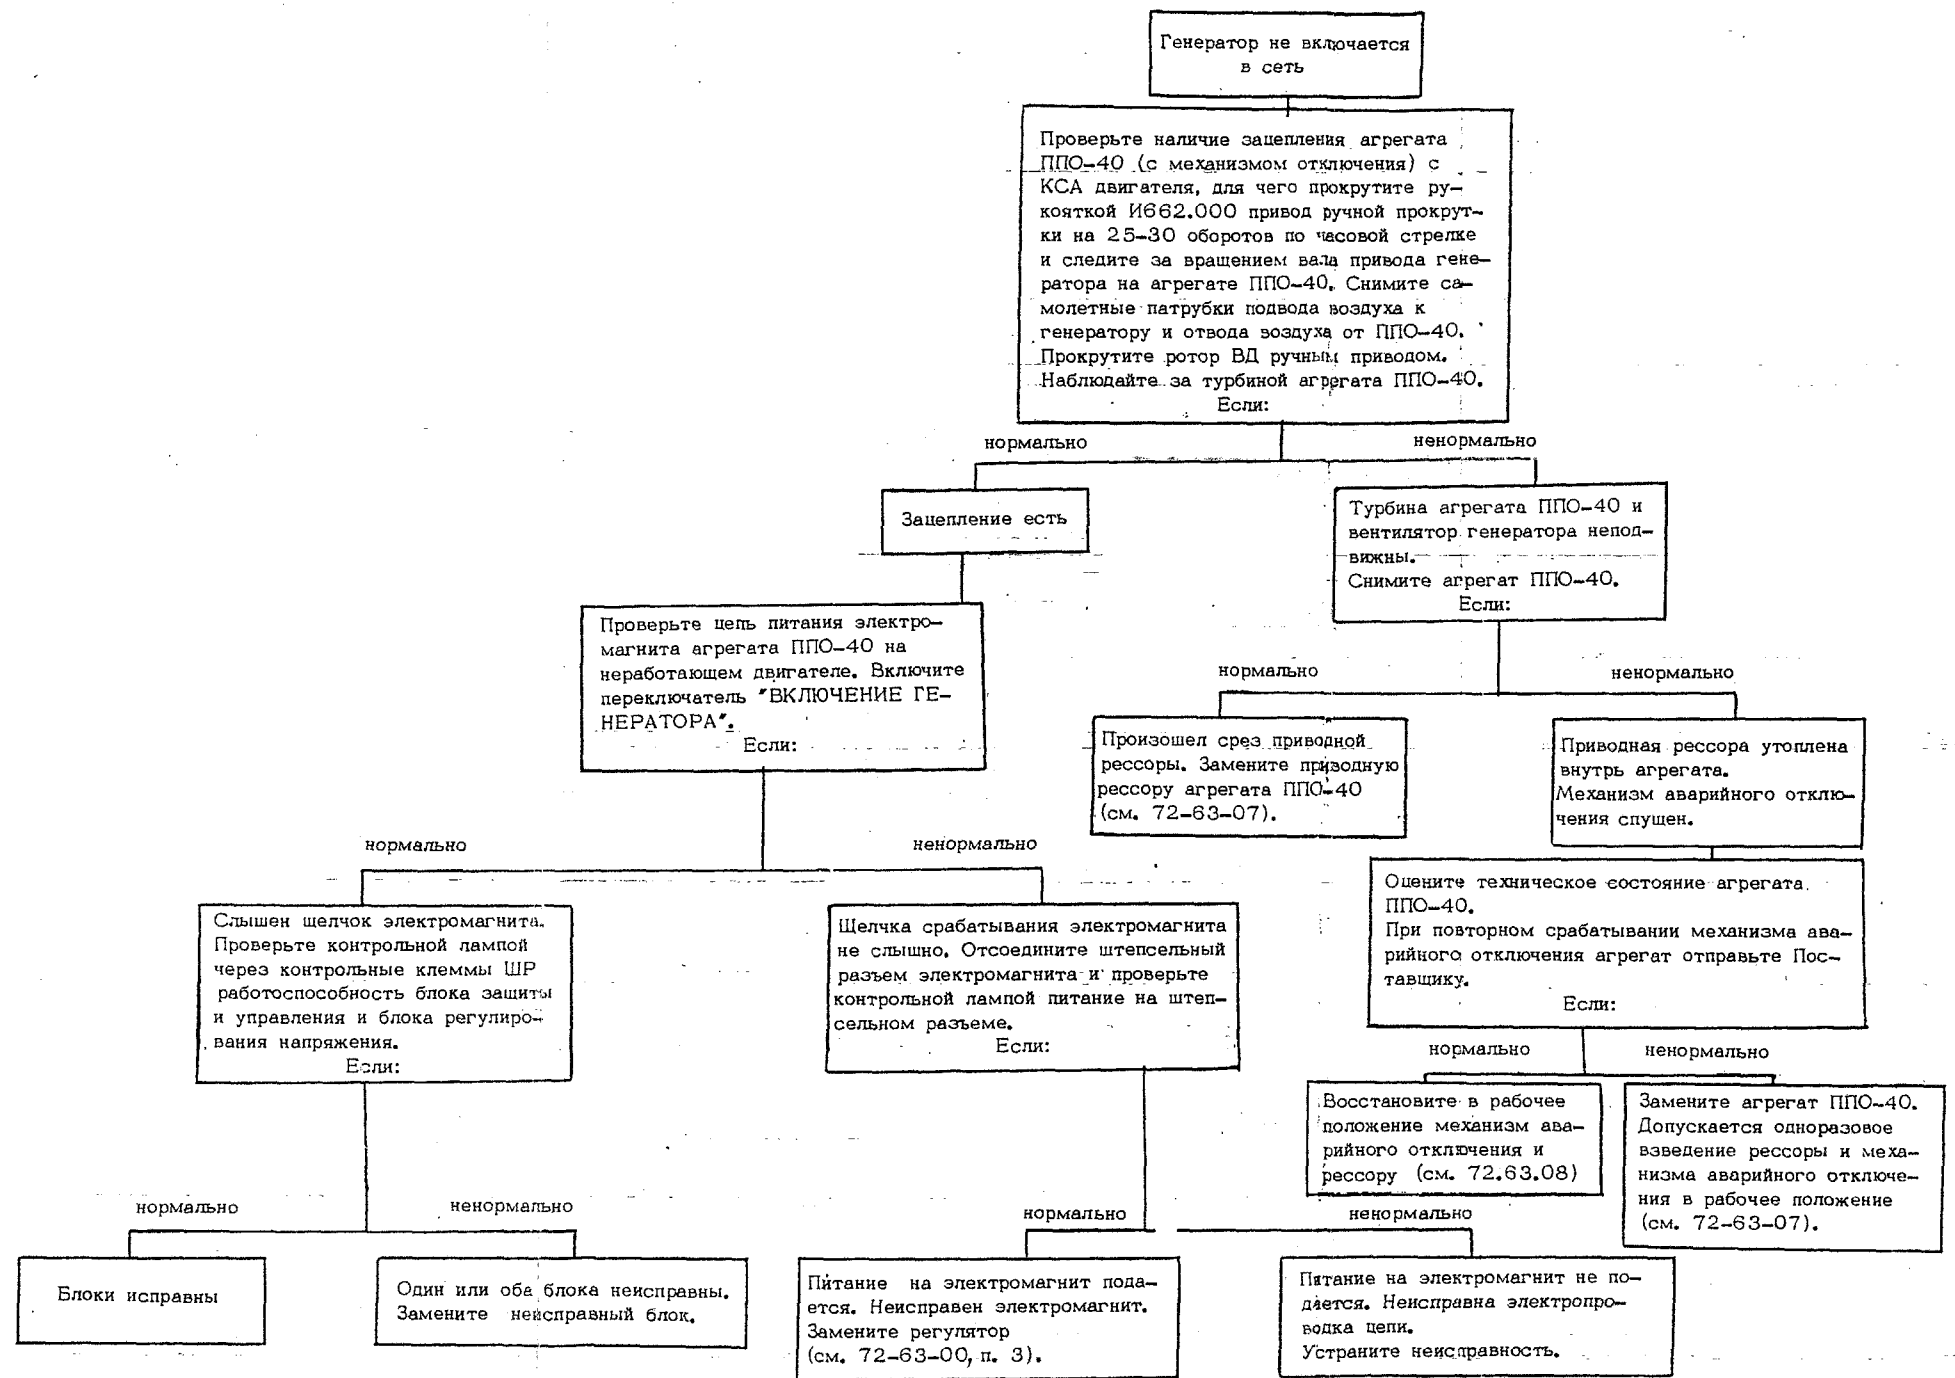 Генератор не включается
в сеть
Проверьте наличие зацепления агрегата
ППО-40 (с механизмом отключения) с
КСА двигателя, для чего прокрутите ру-
кояткой И662.000 привод ручной прокрут-
ки на 25-30 оборотов по часовой стрелке
и следите за вращением вала привода гене-
ратора на агрегате ППО-40. Снимите са-
молетные патрубки подвода воздуха к
генератору и отвода воздуха от ППО-40.
Прокрутите ротор ВД ручным приводом.
Наблюдайте за турбиной агрегата ППО-40.
Если:
нормально
ненормально
Зацепление есть
Турбина агрегата ППО-40 и
вентилятор генератора непод-
вижны.
Снимите агрегат ППО-40.
Если:
Проверьте цепь питания электро-
магнита агрегата ППО-40 на
неработающем двигателе. Включите
переключатель "ВКЛЮЧЕНИЕ ГЕ-
НЕРАТОРА".
Если:
нормально
ненормально
Произошел срез приводной
рессоры. Замените приводную
рессору агрегата ППО-40
(см. 72-63-07).
Приводная рессора утоплена
внутрь агрегата.
Механизм аварийного отклю-
чения спущен.
нормально
ненормально
Слышен щелчок электромагнита.
Проверьте контрольной лампой
через контрольные клеммы ШР
работоспособность блока защиты
и управления и блока регулиро-
вания напряжения.
Если:
Щелчка срабатывания электромагнита
не слышно. Отсоедините штепсельный
разъем электромагнита и проверьте
контрольной лампой питание на штеп-
сельном разъеме.
Если:
Оцените техническое состояние агрегата
ППО-40.
При повторном срабатывании механизма ава-
рийного отключения агрегат отправьте Пос-
тавщику.
Если:
нормально
ненормально
Восстановите в рабочее
положение механизм ава-
рийного отключения и
рессору (см. 72.63.08)
Замените агрегат ППО-40.
Допускается одноразовое
взведение рессоры и меха-
низма аварийного отключе-
ния в рабочее положение
(см. 72-63-07).
нормально
ненормально
нормально
ненормально
Блоки исправны
Один или оба блока неисправны.
Замените неисправный блок.
Питание на электромагнит пода-
ется. Неисправен электромагнит.
Замените регулятор
(см. 72-63-00, п. 3).
Питание на электромагнит не по-
дается. Неисправна электропро-
водка цепи.
Устраните неисправность.